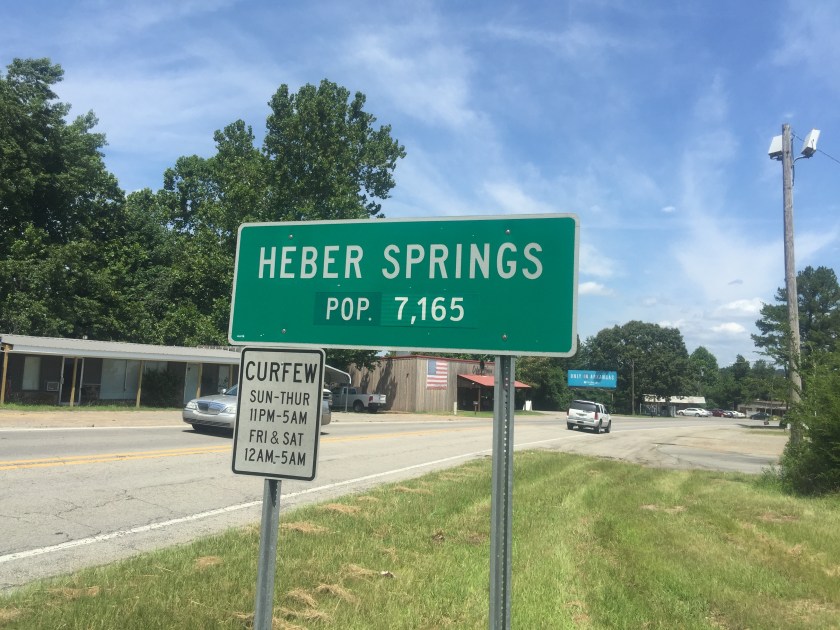 HEBER SPRINGS
POP. 7,165
CURFEW
SUN-THUR
11PM-5AM
FRI & SAT
12AM-5AM